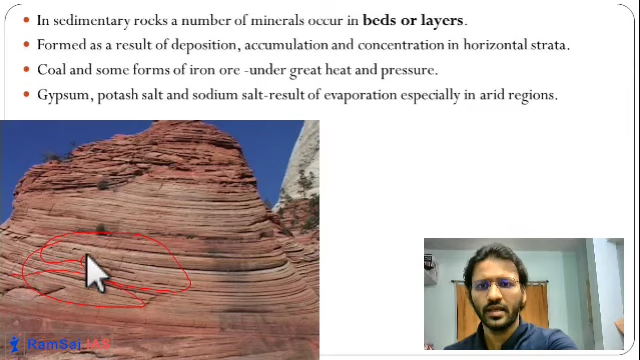 In sedimentary rocks a number of minerals occur in beds or layers.
Formed as a result of deposition, accumulation and concentration in horizontal strata.
Coal and some forms of iron ore -under great heat and pressure.
Gypsum, potash salt and sodium salt-result of evaporation especially in arid regions.
RamSai IAS